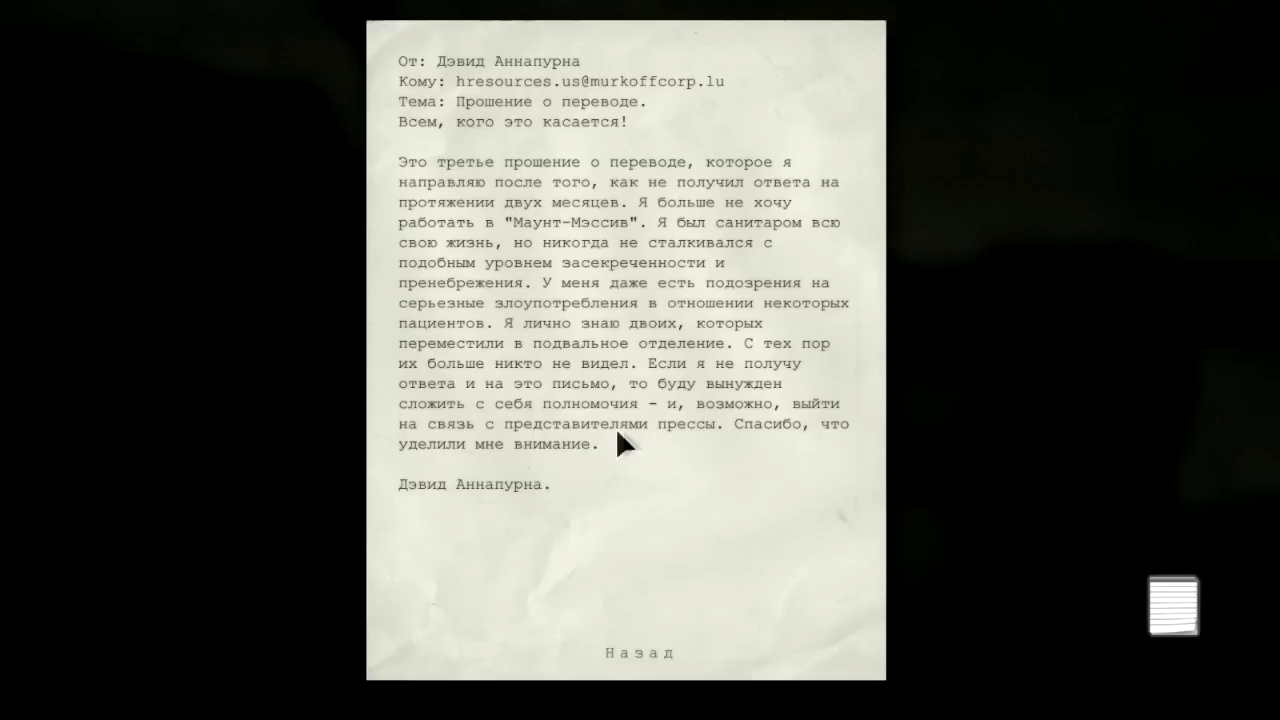 От: Дэвид Аннапурна
Кому: hresources.us@murkoffcorp.lu
Тема: Прошение о переводе.
Всем, кого это касается!
Это третье прошение о переводе, которое я
направляю после того, как не получил ответа на
протяжении двух месяцев. Я больше не хочу
работать в "Маунт-Мэссив". Я был санитаром всю
свою жизнь, но никогда не сталкивался с
подобным уровнем засекреченности и
пренебрежения. У меня даже есть подозрения на
серьезные злоупотребления в отношении некоторых
пациентов. Я лично знаю двоих, которых
переместили в подвальное отделение. С тех пор
их больше никто не видел. Если я не получу
ответа и на это письмо, то буду вынужден
сложить с себя полномочия - и, возможно, выйти
на связь с представителями прессы. Спасибо, что
уделили мне внимание.
Дэвид Аннапурна.
Назад